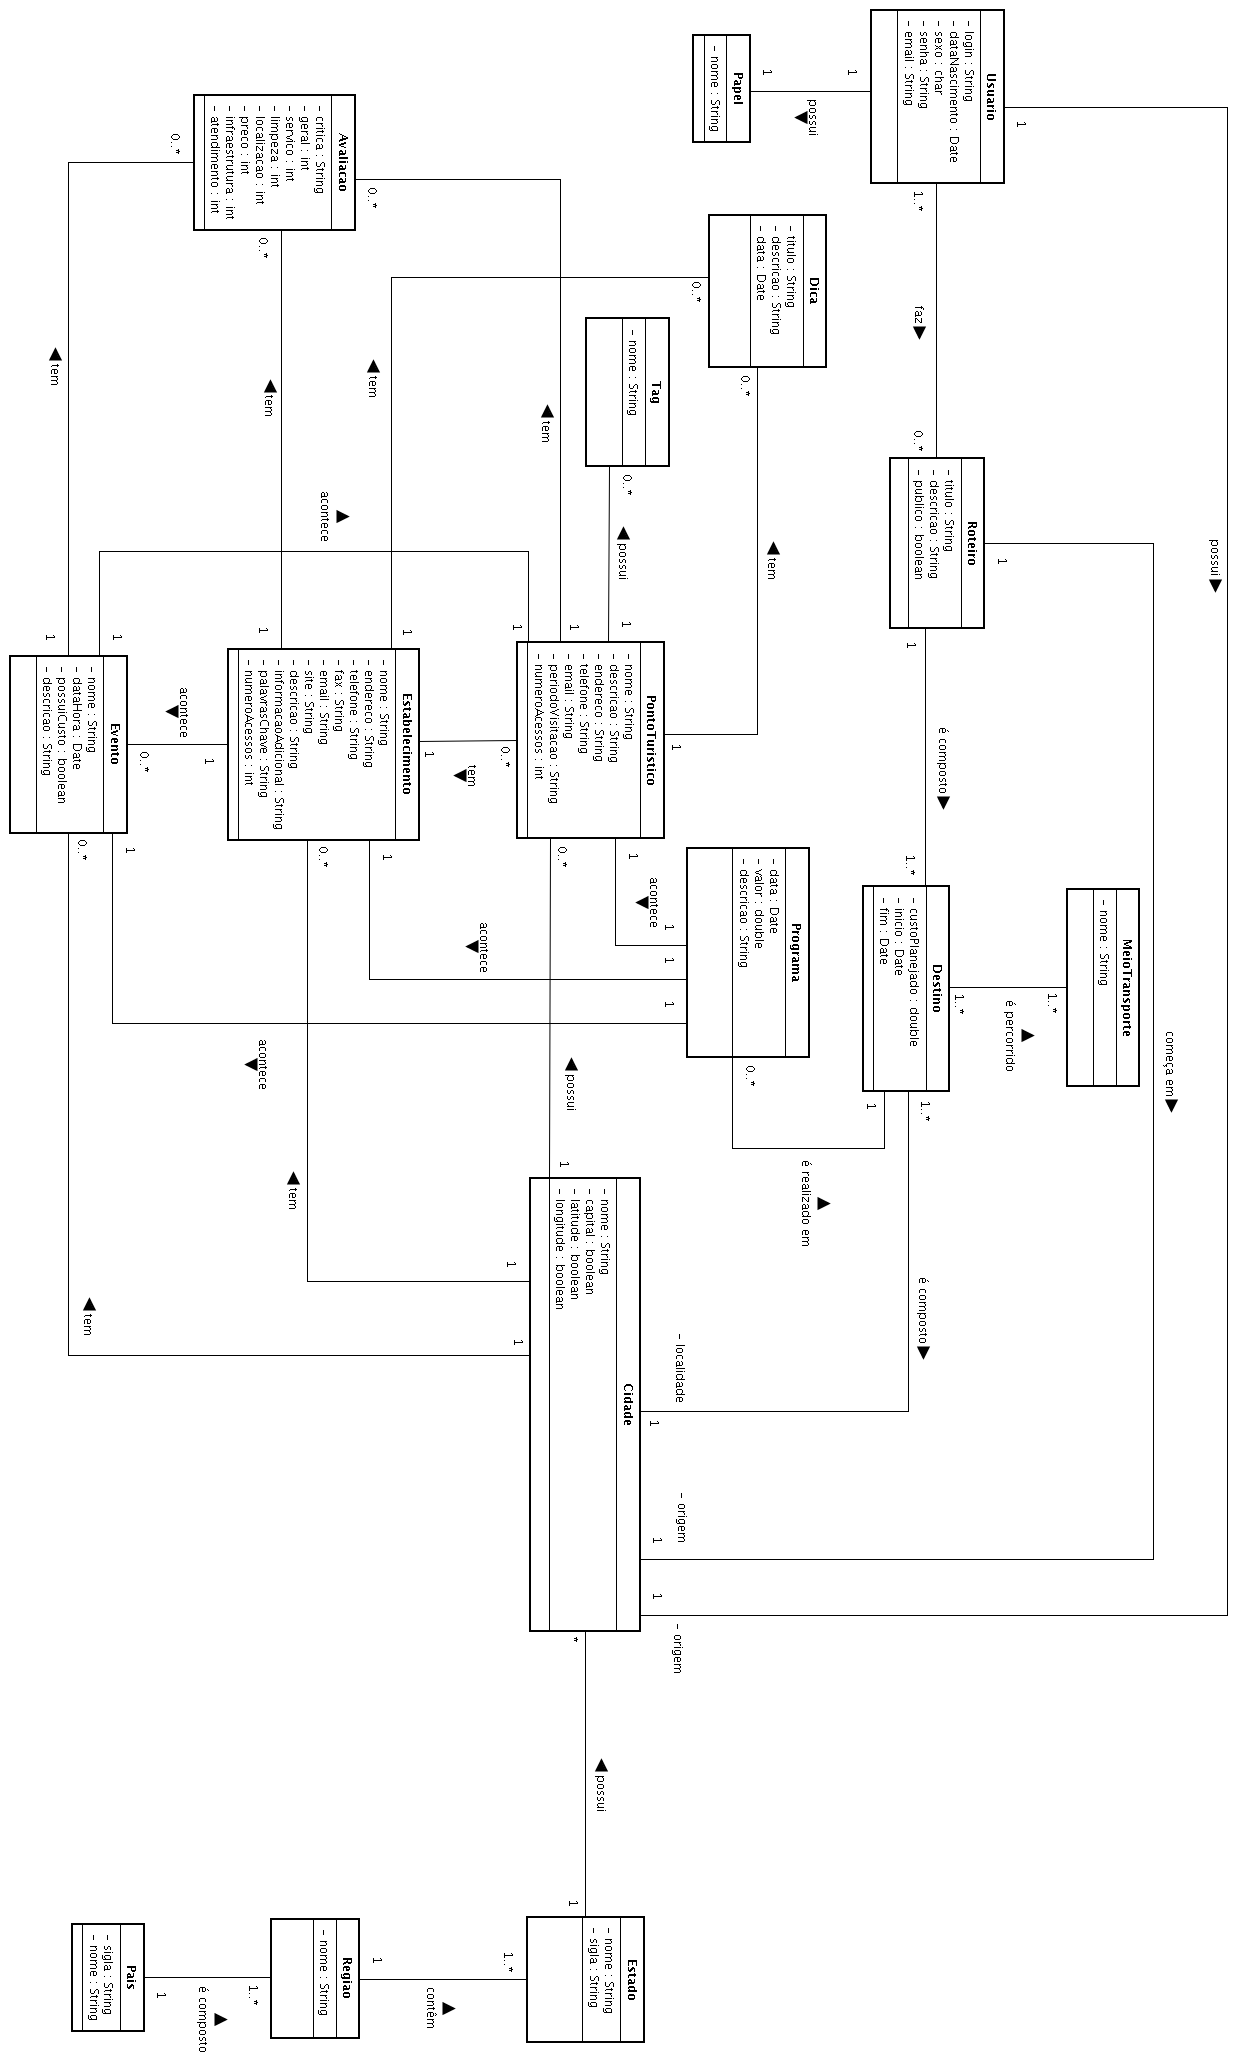 Usuario
- login : String
- dataNascimento : Date
- sexo : char
- senha : String
- email : String
1
possui
1
1
possui
1
Papel
- nome : String
1..*
faz
0..*
Roteiro
- titulo : String
- descricao : String
- publico : boolean
1
começa em
1
é composto
1..*
MeioTransporte
- nome : String
1..*
é percorrido
1..*
Destino
- custoPlanejado : double
- inicio : Date
- fim : Date
1..*
é composto
1
é realizado em
0..*
Dica
- titulo : String
- descricao : String
- data : Date
0..*
tem
1
0..*
tem
1
Tag
- nome : String
0..*
possui
1
Avaliacao
- critica : String
- geral : int
- servico : int
- limpeza : int
- localizacao : int
- preco : int
- infraestrutura : int
- atendimento : int
0..*
tem
1
0..*
tem
1
0..*
tem
1
PontoTuristico
- nome : String
- descricao : String
- endereco : String
- telefone : String
- email : String
- periodoVisitacao : String
- numeroAcessos : int
1
acontece
1
0..*
tem
1
1
acontece
1
0..*
possui
1
Programa
- data : Date
- valor : double
- descricao : String
1
1
Estabelecimento
- nome : String
- endereco : String
- telefone : String
- fax : String
- email : String
- site : String
- descricao : String
- informacaoAdicional : String
- palavrasChave : String
- numeroAcessos : int
1
acontece
0..*
1
acontece
0..*
tem
1
Evento
- nome : String
- dataHora : Date
- possuiCusto : boolean
- descricao : String
1
acontece
0..*
tem
1
Cidade
- nome : String
- capital : boolean
- latitude : boolean
- longitude : boolean
- localidade
1
- origem
1
- origem
*
possui
1
Estado
- nome : String
- sigla : String
1..*
contêm
1
Regiao
- nome : String
1..*
é composto
1
Pais
- sigla : String
- nome : String